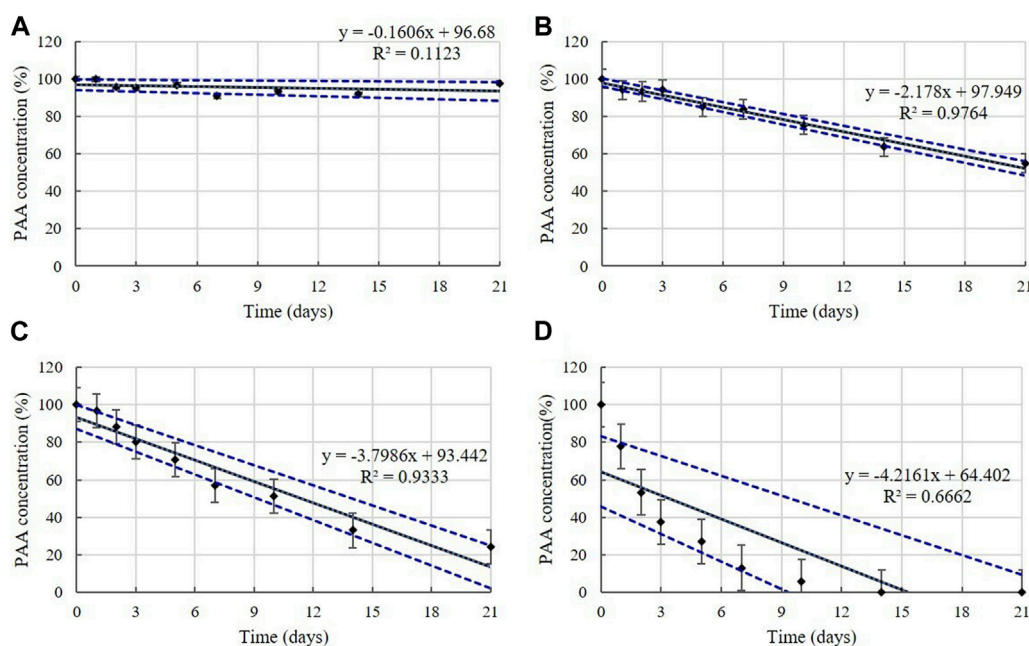 A
y = -0.1606x + 96.68
R² = 0.1123
PAA concentration (%)
120
100
80
60
40
20
0
0 3 6 9 12 15 18 21
Time (days)
B
y = -2.178x + 97.949
R² = 0.9764
PAA concentration (%)
120
100
80
60
40
20
0
0 3 6 9 12 15 18 21
Time (days)
C
y = -3.7986x + 93.442
R² = 0.9333
PAA concentration (%)
120
100
80
60
40
20
0
0 3 6 9 12 15 18 21
Time (days)
D
y = -4.2161x + 64.402
R² = 0.6662
PAA concentration(%)
120
100
80
60
40
20
0
0 3 6 9 12 15 18 21
Time (days)